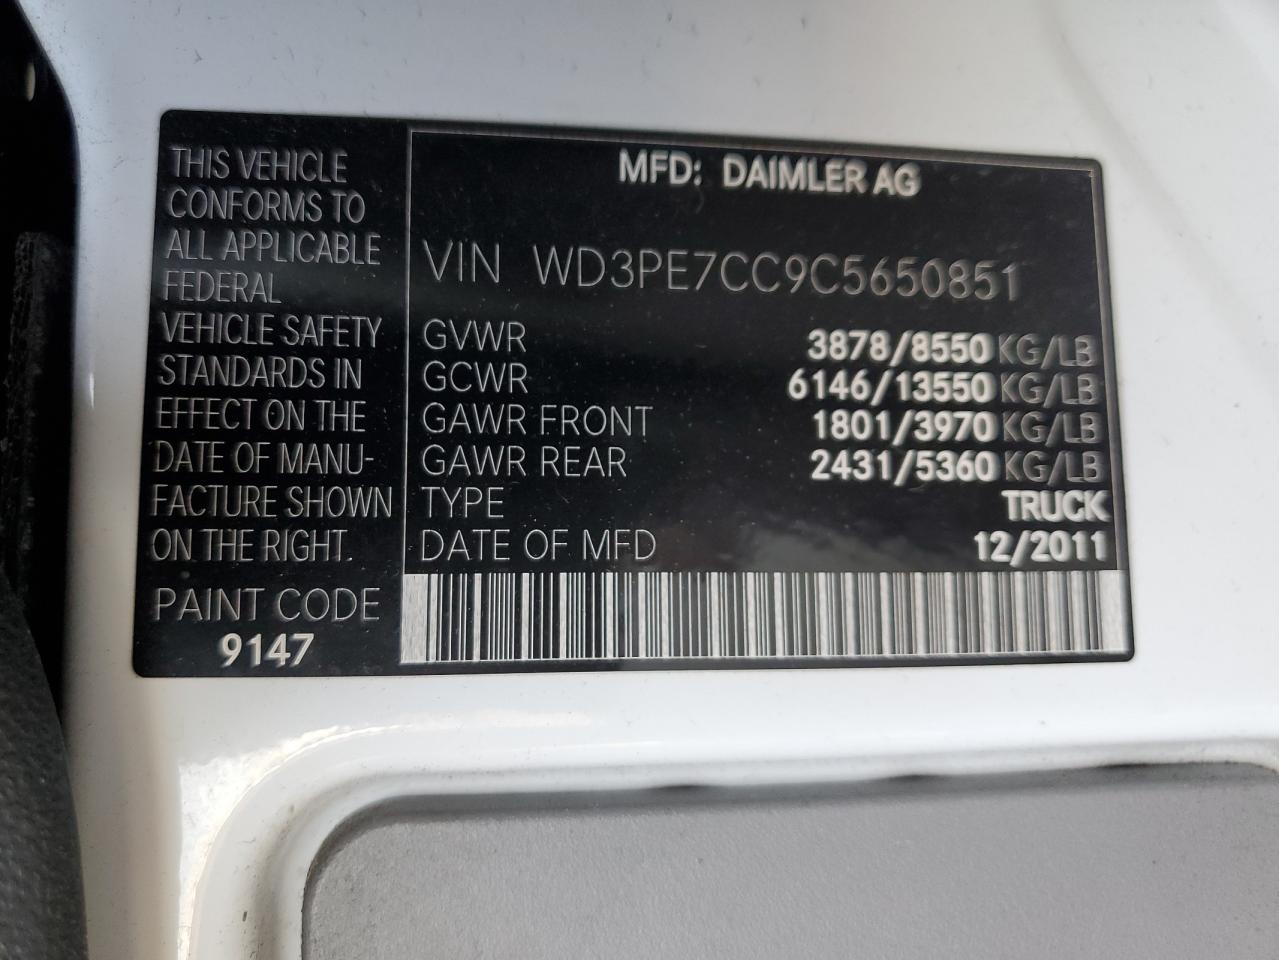 THIS VEHICLE
CONFORMS TO
ALL APPLICABLE
FEDERAL
VEHICLE SAFETY
STANDARDS IN
EFFECT ON THE
DATE OF MANU-
FACTURE SHOWN
ON THE RIGHT.
PAINT CODE
9147
MFD: DAIMLER AG
VIN WD3PE7CC9C5650851
GVWR 3878/8550 KG/LB
GCWR 6146/13550 KG/LB
GAWR FRONT 1801/3970 KG/LB
GAWR REAR 2431/5360 KG/LB
TYPE TRUCK
DATE OF MFD 12/2011